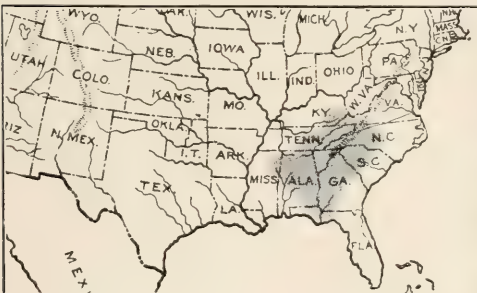 WYO.
WIS.
MICH.
N.Y
MASS
NEB.
IOWA
UTAH
COLO.
ILL.
IND.
OHIO
PA.
W.VA.
VA.
KANS.
MO.
KY
N. MEX.
OKLA.
I.T.
ARK.
TENN.
N.C
S.C.
TEX.
MISS.
ALA.
GA.
LA.
FLA.